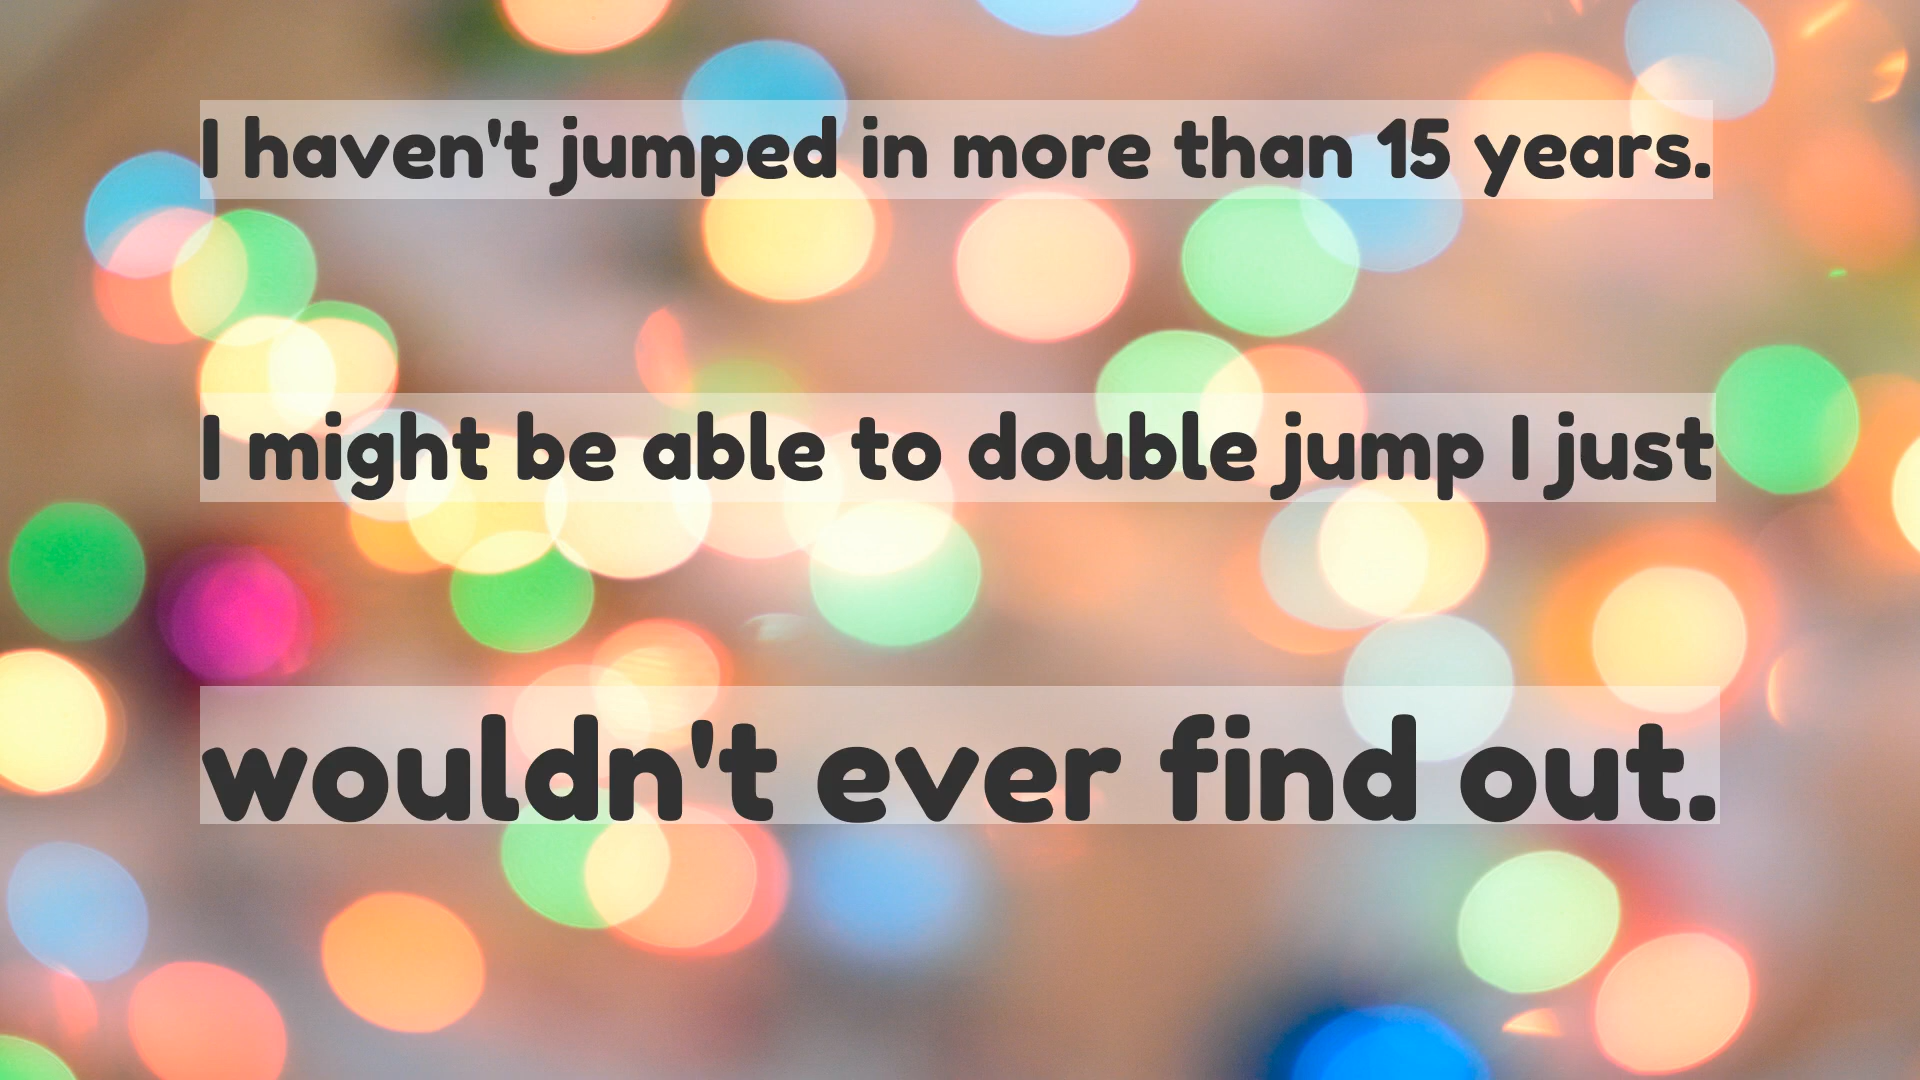 I haven't jumped in more than 15 years.
I might be able to double jump I just
wouldn't ever find out.